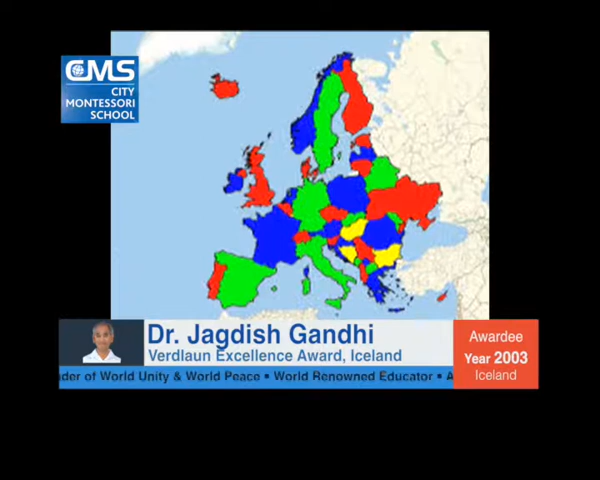 CMS
CITY
MONTESSORI
SCHOOL
Dr. Jagdish Gandhi
Verdlaun Excellence Award, Iceland
der of World Unity & World Peace • World Renowned Educator • A
Awardee
Year 2003
Iceland